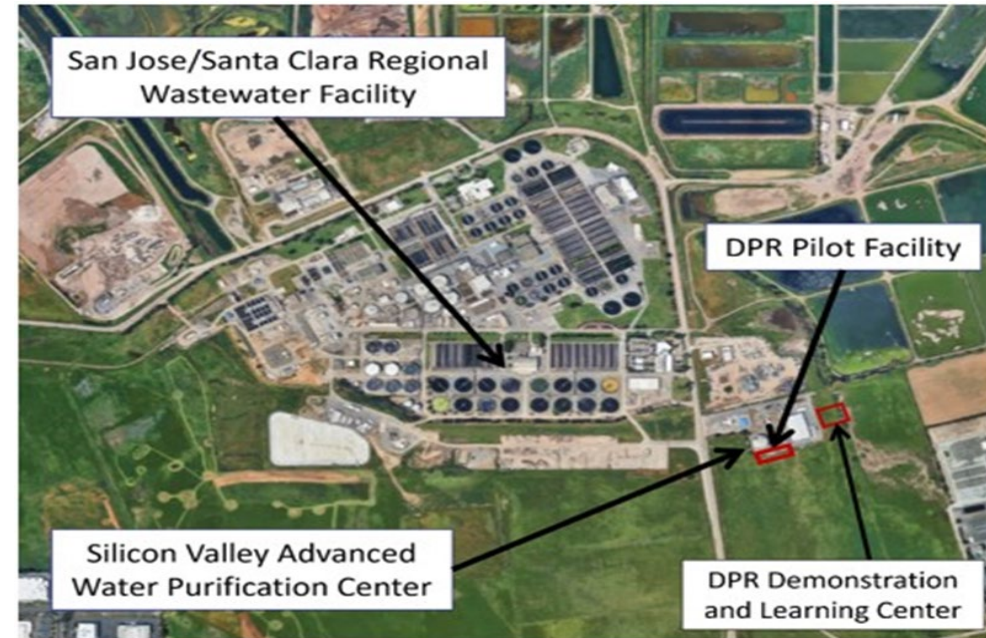 San Jose/Santa Clara Regional
Wastewater Facility
DPR Pilot Facility
Silicon Valley Advanced
Water Purification Center
DPR Demonstration
and Learning Center